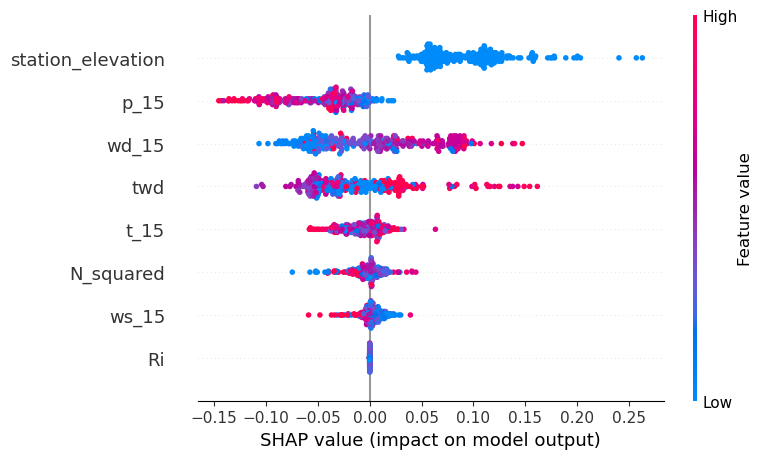 High
station_elevation
p_15
wd_15
twd
t_15
N_squared
ws_15
Ri
Feature value
Low
−0.15 −0.10 −0.05 0.00 0.05 0.10 0.15 0.20 0.25
SHAP value (impact on model output)